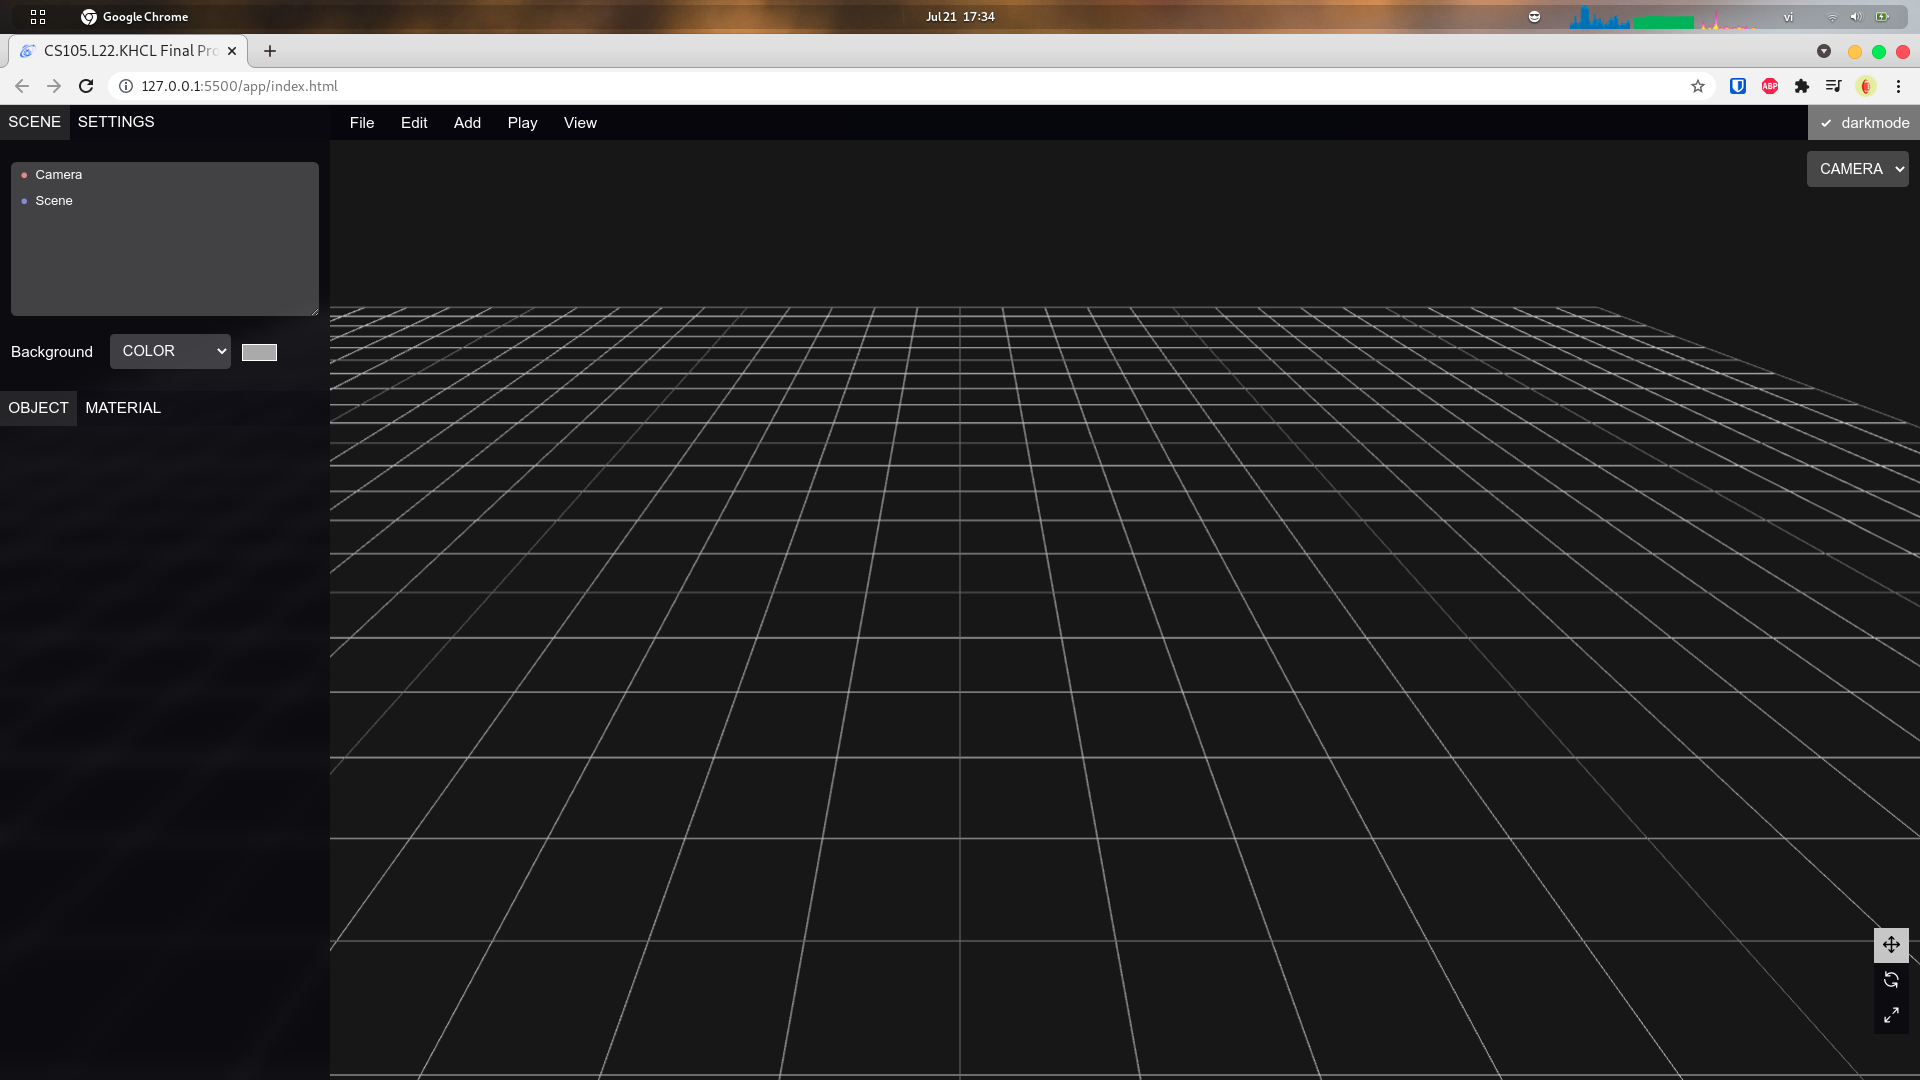 Google Chrome
Jul 21 17:34
vi
CS105.L22.KHCL Final Pro
127.0.0.1:5500/app/index.html
ABP
SCENE SETTINGS
File Edit Add Play View
✓ darkmode
CAMERA
Camera
Scene
Background COLOR
OBJECT MATERIAL